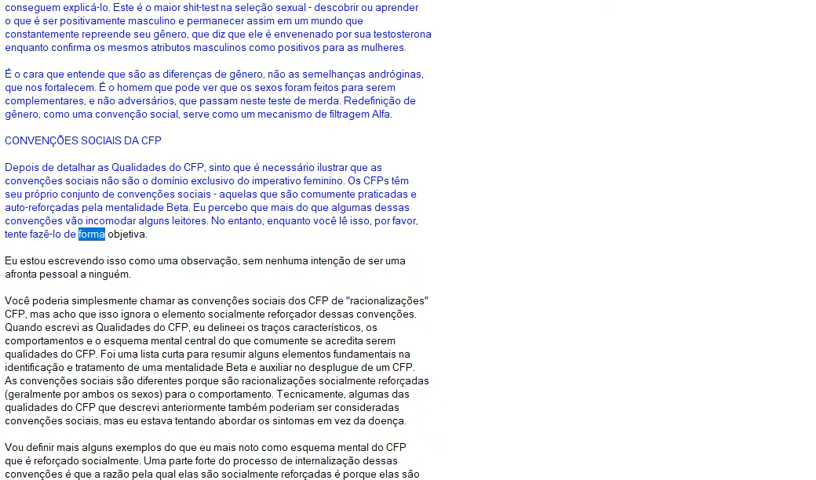 conseguem explicá-lo. Este é o maior shit-test na seleção sexual - descobrir ou aprender
o que é ser positivamente masculino e permanecer assim em um mundo que
constantemente repreende seu gênero, que diz que ele é envenenado por sua testosterona
enquanto confirma os mesmos atributos masculinos como positivos para as mulheres.
É o cara que entende que são as diferenças de gênero, não as semelhanças andróginas,
que nos fortalecem. É o homem que pode ver que os sexos foram feitos para serem
complementares, e não adversários, que passam neste teste de merda. Redefinição de
gênero, como uma convenção social, serve como um mecanismo de filtragem Alfa.
CONVENÇÕES SOCIAIS DA CFP
Depois de detalhar as Qualidades do CFP, sinto que é necessário ilustrar que as
convenções sociais não são o domínio exclusivo do imperativo feminino. Os CFPs têm
seu próprio conjunto de convenções sociais - aquelas que são comumente praticadas e
auto-reforçadas pela mentalidade Beta. Eu percebo que mais do que algumas dessas
convenções vão incomodar alguns leitores. No entanto, enquanto você lê isso, por favor,
tente fazê-lo de forma objetiva.
Eu estou escrevendo isso como uma observação, sem nenhuma intenção de ser uma
afronta pessoal a ninguém.
Você poderia simplesmente chamar as convenções sociais dos CFP de "racionalizações"
CFP, mas acho que isso ignora o elemento socialmente reforçador dessas convenções.
Quando escrevi as Qualidades do CFP, eu delineei os traços característicos, os
comportamentos e o esquema mental central do que comumente se acredita serem
qualidades do CFP. Foi uma lista curta para resumir alguns elementos fundamentais na
identificação e tratamento de uma mentalidade Beta e auxiliar no desplugue de um CFP.
As convenções sociais são diferentes porque são racionalizações socialmente reforçadas
(geralmente por ambos os sexos) para o comportamento. Tecnicamente, algumas das
qualidades do CFP que descrevi anteriormente também poderiam ser consideradas
convenções sociais, mas eu estava tentando abordar os sintomas em vez da doença.
Vou definir mais alguns exemplos do que eu mais noto como esquema mental do CFP
que é reforçado socialmente. Uma parte forte do processo de internalização dessas
convenções é que a razão pela qual elas são socialmente reforçadas é porque elas são